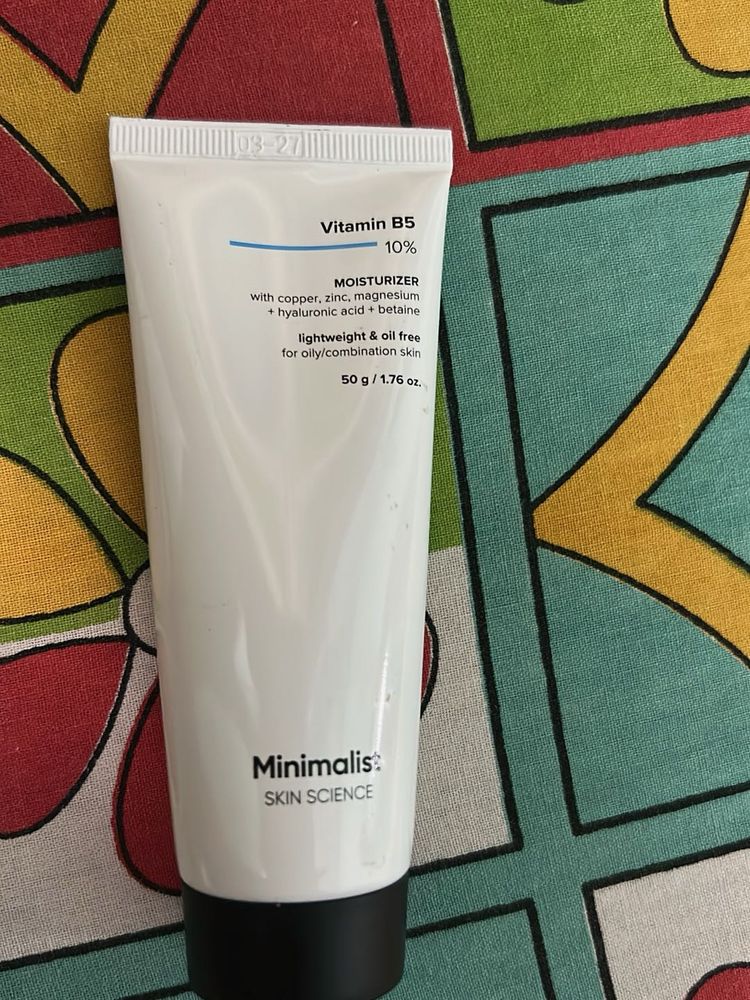 03-27
Vitamin B5
10%
MOISTURIZER
with copper, zinc, magnesium
+ hyaluronic acid + betaine
lightweight & oil free
for oily/combination skin
50 g / 1.76 oz.
Minimalist
SKIN SCIENCE